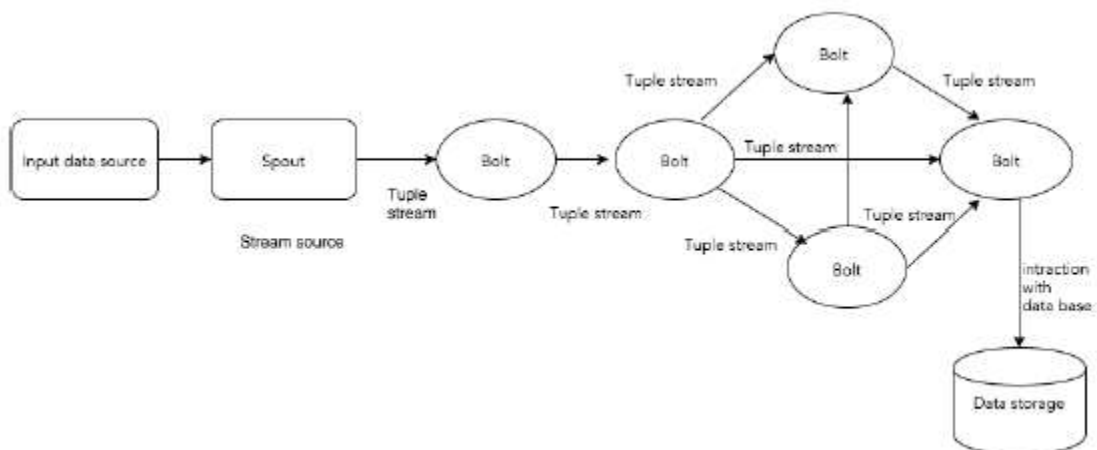 Bolt
Tuple stream
Tuple stream
Input data source
Spout
Bolt
Bolt
Tuple stream
Bolt
Tuple
stream
Tuple stream
Tuple stream
Stream source
Tuple stream
Bolt
intraction
with
data base
Data storage